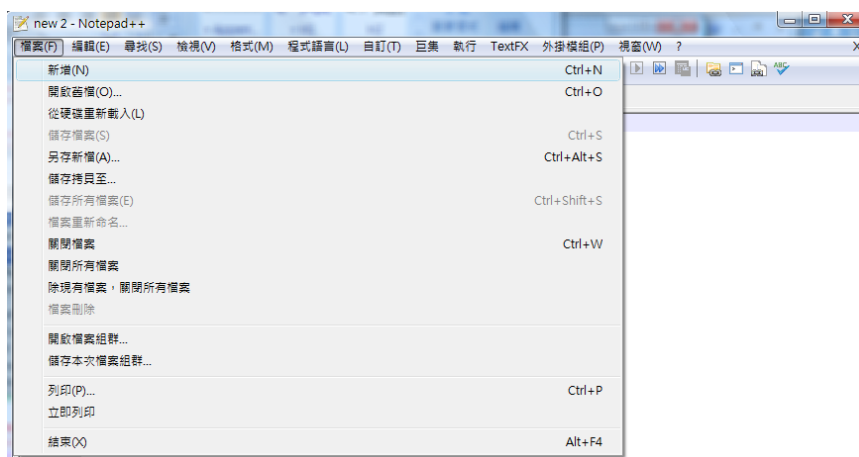 new 2 - Notepad++
檔案(F) 編輯(E) 尋找(S) 檢視(V) 格式(M) 程式語言(L) 自訂(T) 巨集 執行 TextFX 外掛模組(P) 視窗(W) ? X
新增(N) Ctrl+N
開啟舊檔(O)... Ctrl+O
從硬碟重新載入(L)
儲存檔案(S) Ctrl+S
另存新檔(A)... Ctrl+Alt+S
儲存拷貝至...
儲存所有檔案(E) Ctrl+Shift+S
檔案重新命名...
關閉檔案 Ctrl+W
關閉所有檔案
除現有檔案，關閉所有檔案
檔案刪除
開啟檔案組群...
儲存本次檔案組群...
列印(P)... Ctrl+P
立即列印
結束(X) Alt+F4